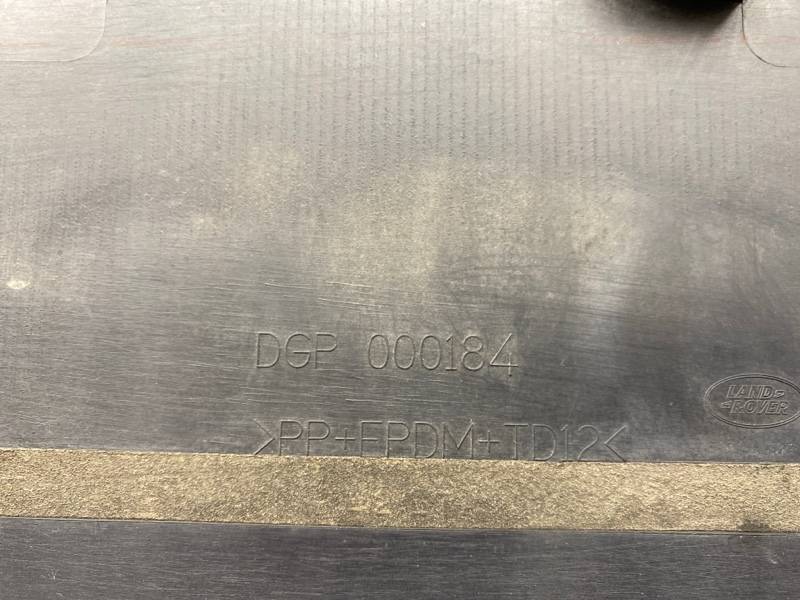 DGP 000184
LAND-
-ROVER
>PP+EPDM+TD12<